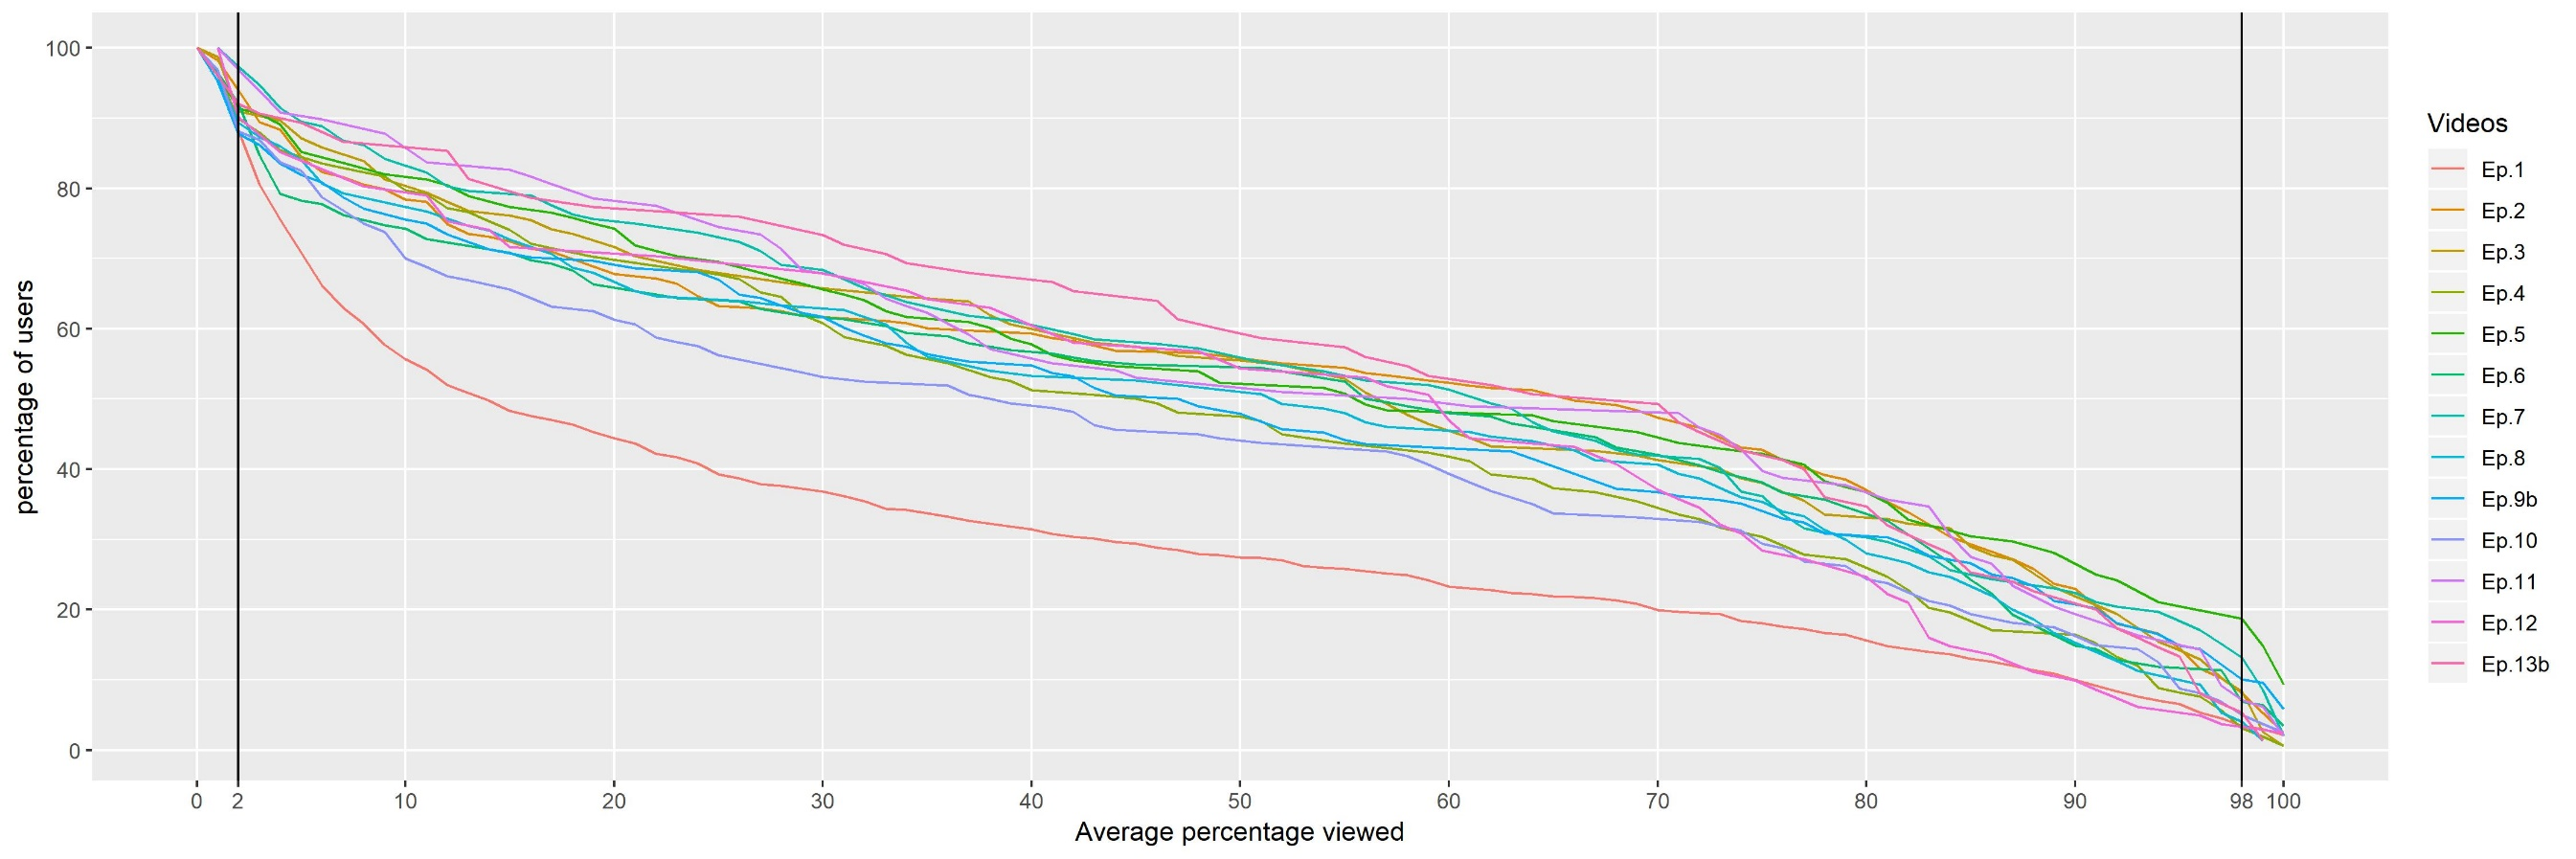 percentage of users
100
80
60
40
20
0
0 2 10 20 30 40 50 60 70 80 90 98 100
Average percentage viewed
Videos
Ep.1
Ep.2
Ep.3
Ep.4
Ep.5
Ep.6
Ep.7
Ep.8
Ep.9b
Ep.10
Ep.11
Ep.12
Ep.13b